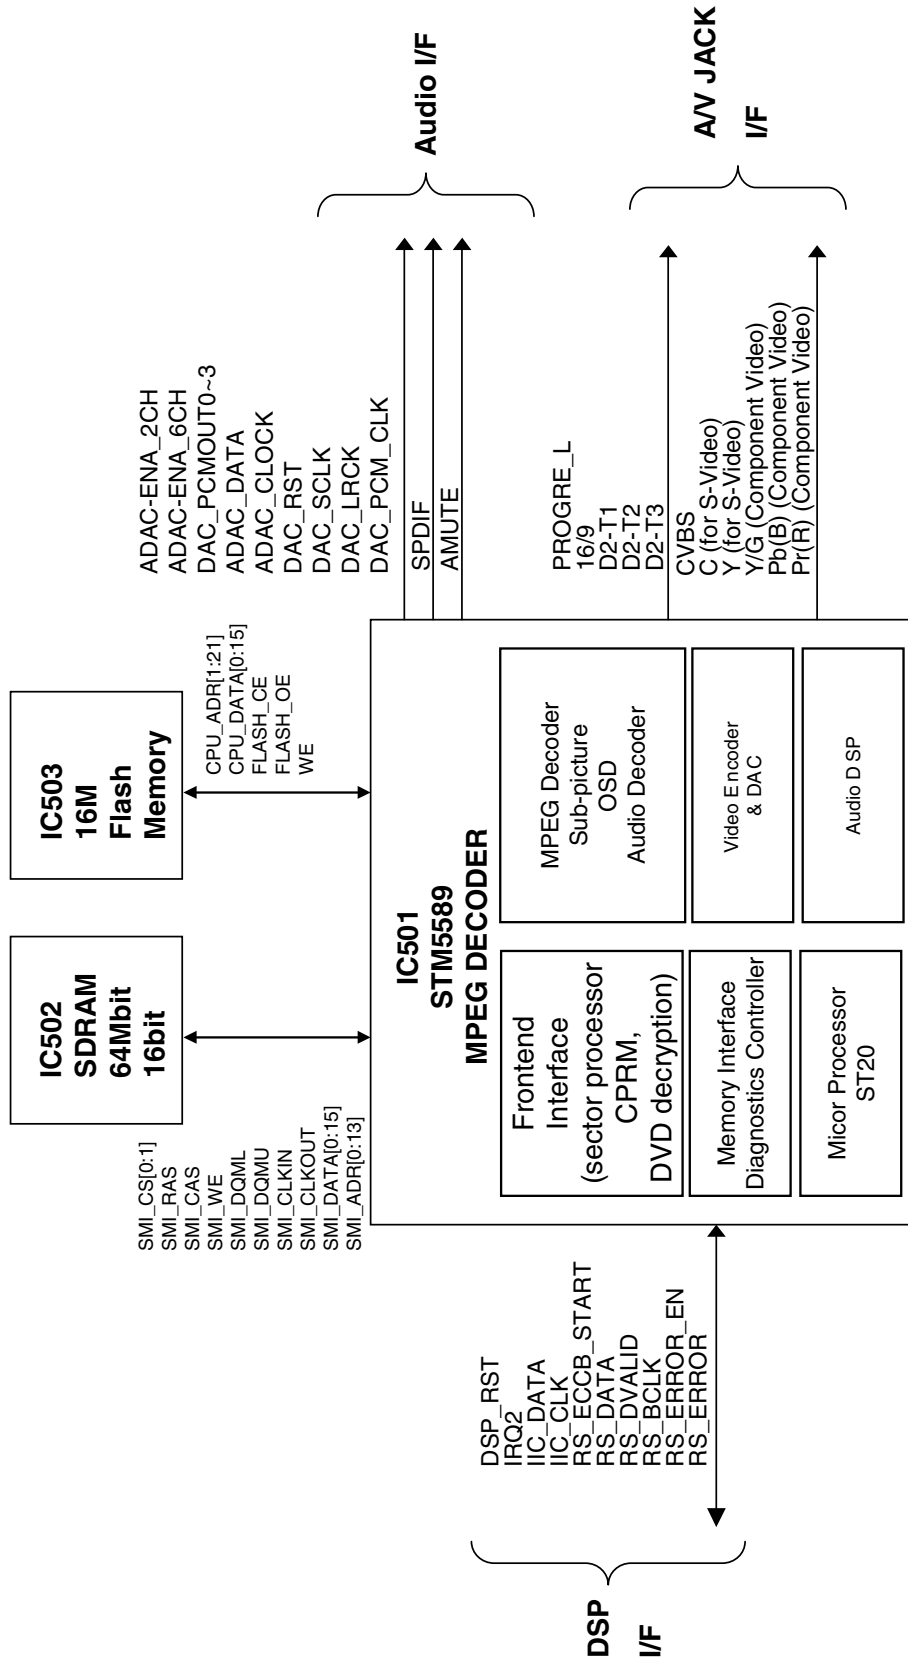 IC502
SDRAM
64Mbit
16bit
IC503
16M
Flash
Memory
SMI_CS[0:1]
SMI_RAS
SMI_CAS
SMI_WE
SMI_DQML
SMI_DQMU
SMI_CLKIN
SMI_CLKOUT
SMI_DATA[0:15]
SMI_ADR[0:13]
CPU_ADR[1:21]
CPU_DATA[0:15]
FLASH_CE
FLASH_OE
WE
ADAC-ENA_2CH
ADAC-ENA_6CH
DAC_PCMOUT0~3
ADAC_DATA
ADAC_CLOCK
DAC_RST
DAC_SCLK
DAC_LRCK
DAC_PCM_CLK
SPDIF
AMUTE
Audio I/F
IC501
STM5589
MPEG DECODER
Frontend
Interface
(sector processor
CPRM,
DVD decryption)
MPEG Decoder
Sub-picture
OSD
Audio Decoder
Memory Interface
Diagnostics Controller
Video Encoder
& DAC
Micor Processor
ST20
Audio D SP
DSP_RST
IRQ2
IIC_DATA
IIC_CLK
RS_ECCB_START
RS_DATA
RS_DVALID
RS_BCLK
RS_ERROR_EN
RS_ERROR
DSP
I/F
PROGRE_L
16/9
D2-T1
D2-T2
D2-T3
CVBS
C (for S-Video)
Y (for S-Video)
Y/G (Component Video)
Pb(B) (Component Video)
Pr(R) (Component Video)
A/V JACK
I/F